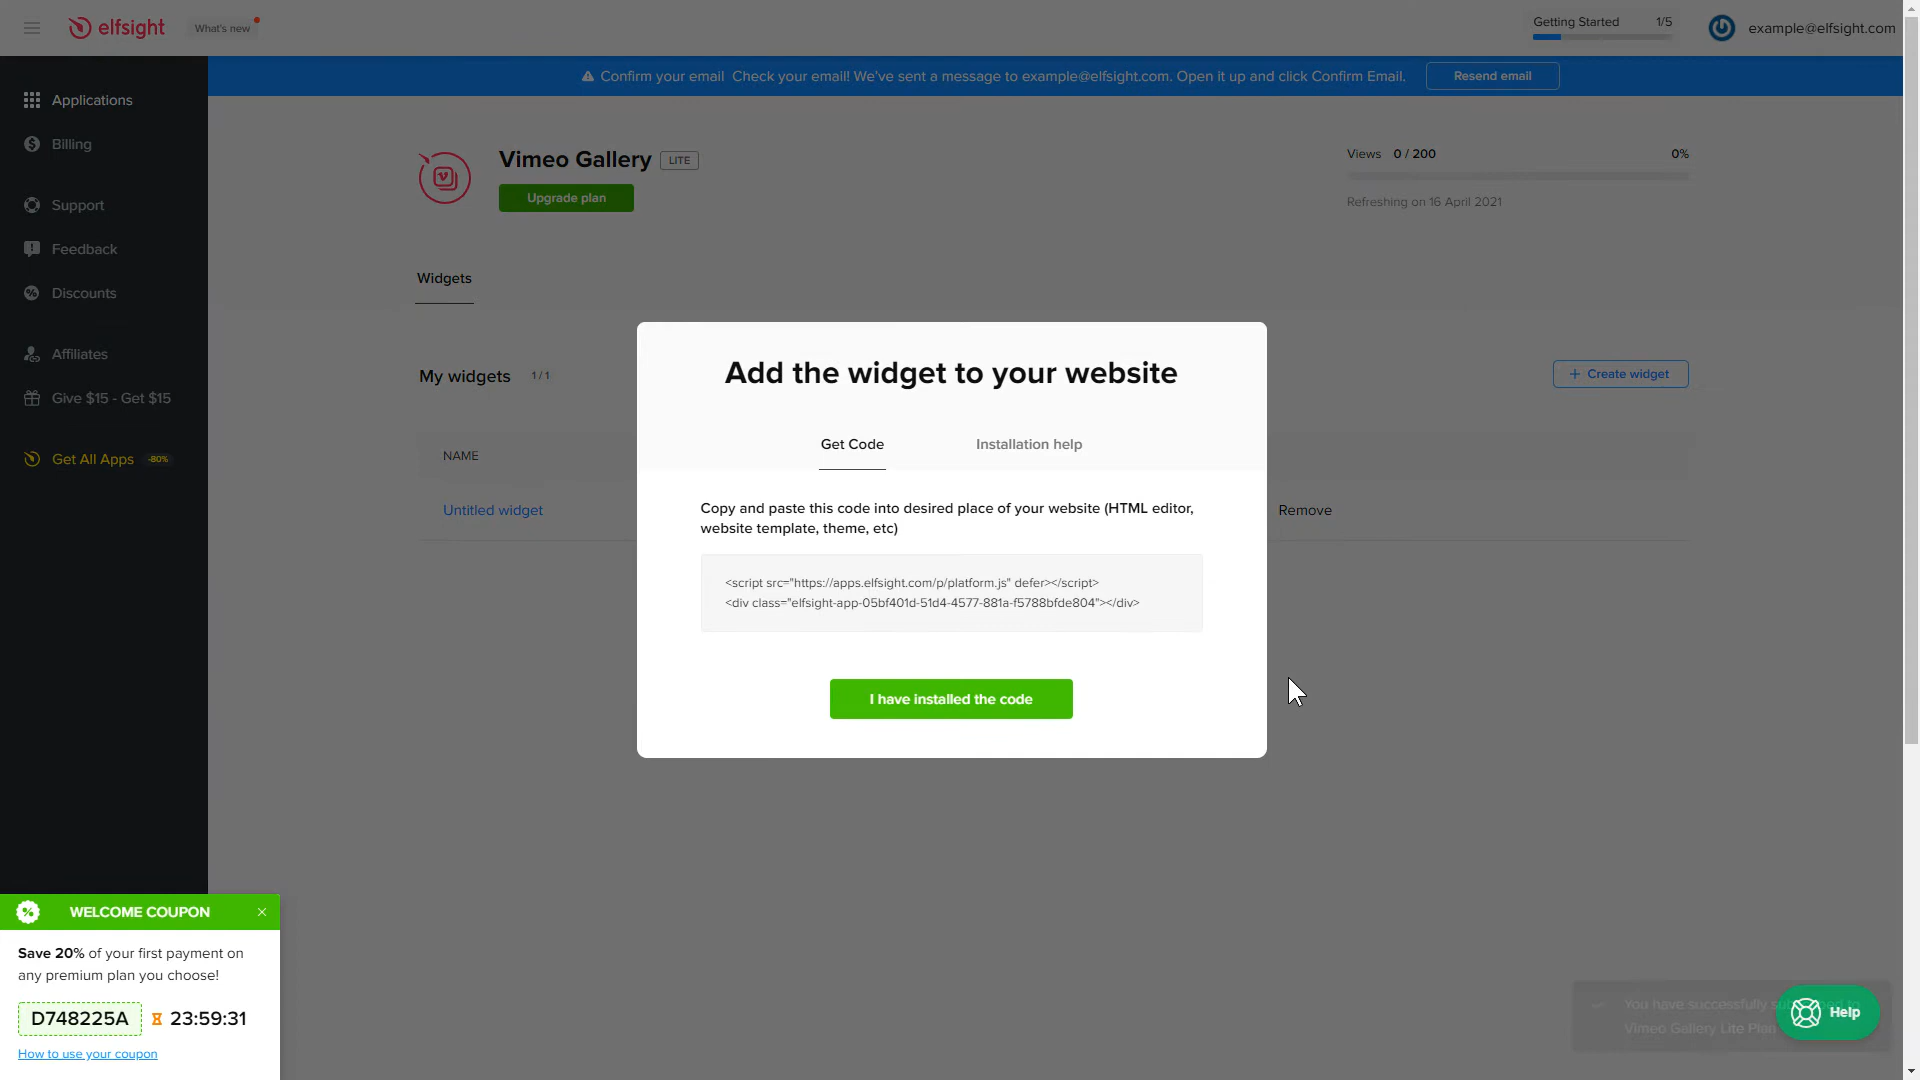 elfsight
What's new
Getting Started 1/5
example@elfsight.com
Confirm your email Check your email! We've sent a message to example@elfsight.com. Open it up and click Confirm Email.
Resend email
Applications
Billing
Support
Feedback
Discounts
Affiliates
Give $15 - Get $15
Get All Apps -80%
Vimeo Gallery LITE
Upgrade plan
Views 0 / 200 0%
Refreshing on 16 April 2021
Widgets
My widgets 1 / 1
+ Create widget
NAME
Untitled widget
Remove
Add the widget to your website
Get Code Installation help
Copy and paste this code into desired place of your website (HTML editor,
website template, theme, etc)
<script src="https://apps.elfsight.com/p/platform.js" defer></script>
<div class="elfsight-app-05bf401d-51d4-4577-881a-f5788bfde804"></div>
I have installed the code
WELCOME COUPON
Save 20% of your first payment on
any premium plan you choose!
D748225A 23:59:31
How to use your coupon
You have successfully
Vimeo Gallery Lite Plan
Help